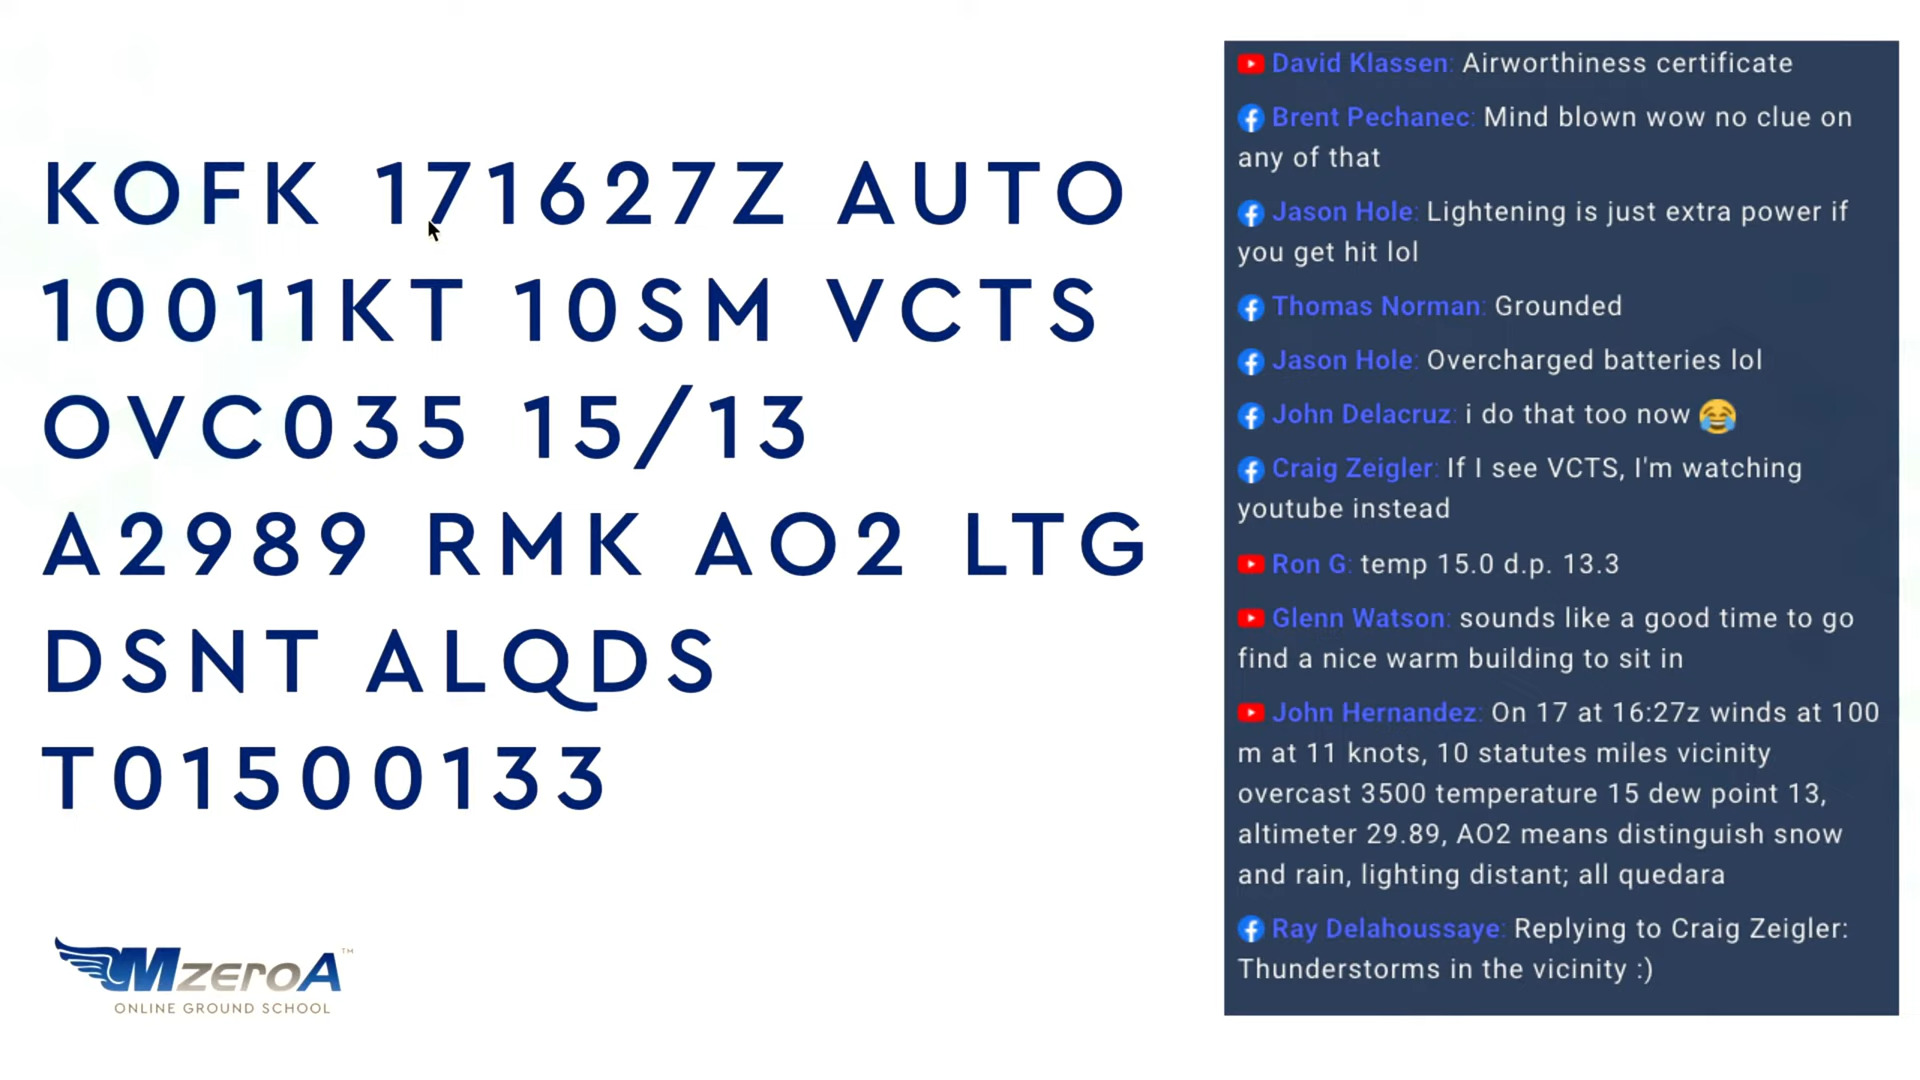 KOFK 171627Z AUTO
10011KT 10SM VCTS
OVC035 15/13
A2989 RMK AO2 LTG
DSNT ALQDS
T01500133
MzeroA™
ONLINE GROUND SCHOOL
David Klassen: Airworthiness certificate
Brent Pechanec: Mind blown wow no clue on
any of that
Jason Hole: Lightening is just extra power if
you get hit lol
Thomas Norman: Grounded
Jason Hole: Overcharged batteries lol
John Delacruz: i do that too now 😂
Craig Zeigler: If I see VCTS, I'm watching
youtube instead
Ron G: temp 15.0 d.p. 13.3
Glenn Watson: sounds like a good time to go
find a nice warm building to sit in
John Hernandez: On 17 at 16:27z winds at 100
m at 11 knots, 10 statutes miles vicinity
overcast 3500 temperature 15 dew point 13,
altimeter 29.89, AO2 means distinguish snow
and rain, lighting distant; all quedara
Ray Delahoussaye: Replying to Craig Zeigler:
Thunderstorms in the vicinity :)